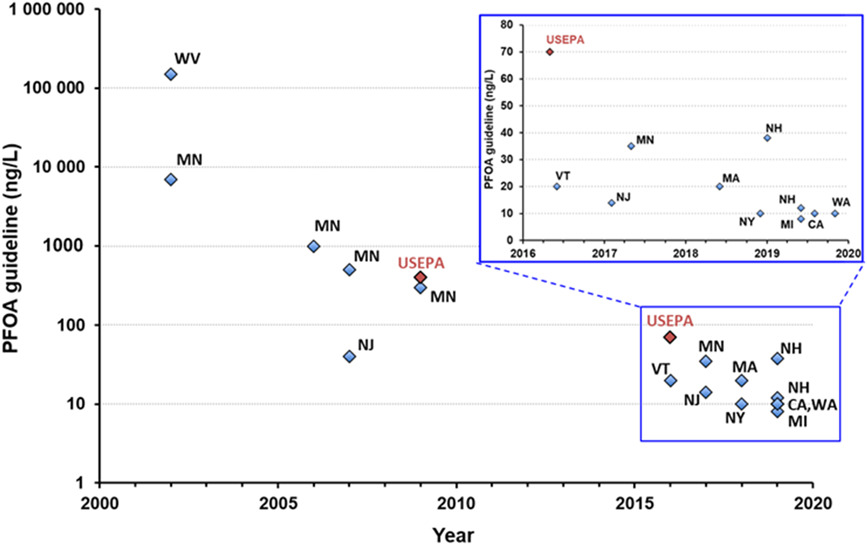 PFOA guideline (ng/L)
1 000 000
100 000
10 000
1000
100
10
1
2000
2005
2010
2015
2020
Year
WV
MN
MN
MN
NJ
USEPA
MN
USEPA
VT
MN
NJ
MA
NY
NH
NH
CA,WA
MI
PFOA guideline (ng/L)
80
70
60
50
40
30
20
10
0
2016
2017
2018
2019
2020
USEPA
VT
NJ
MN
MA
NY
NH
NH
MI
CA
WA